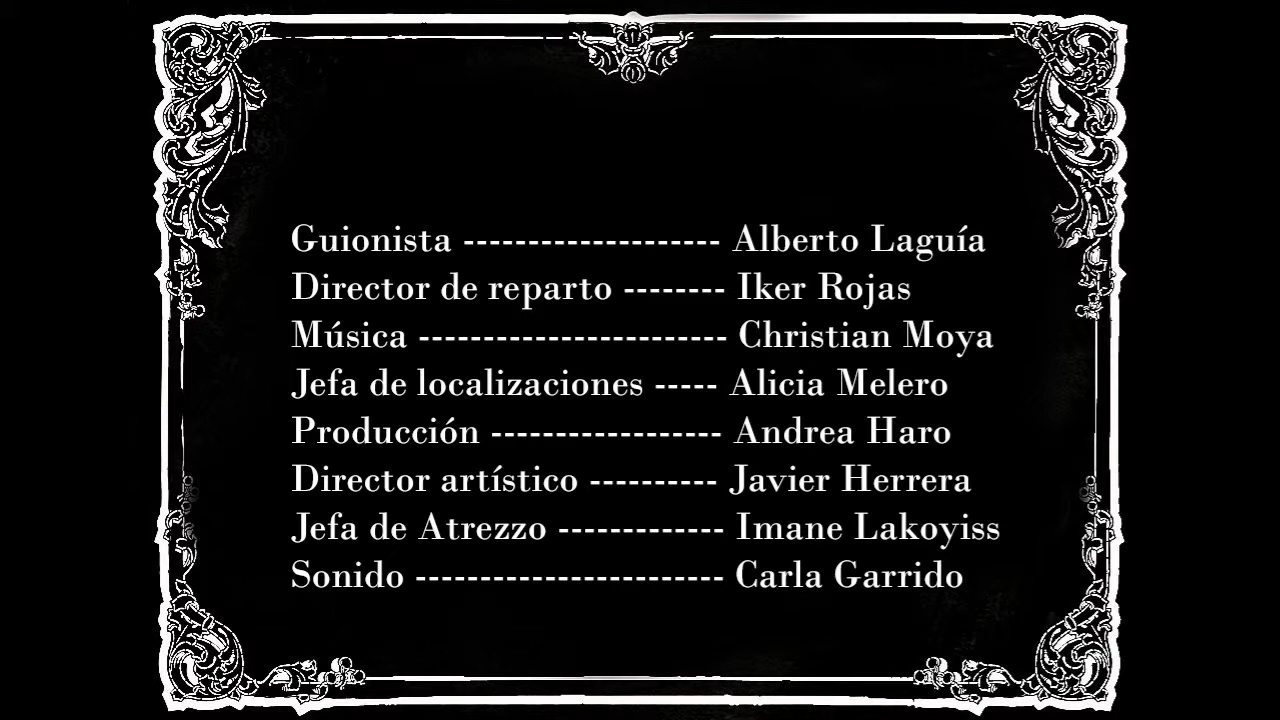 Guionista -------------------- Alberto Laguía
Director de reparto -------- Iker Rojas
Música ------------------------ Christian Moya
Jefa de localizaciones ----- Alicia Melero
Producción ------------------ Andrea Haro
Director artístico ---------- Javier Herrera
Jefa de Atrezzo ------------- Imane Lakoyiss
Sonido ------------------------ Carla Garrido